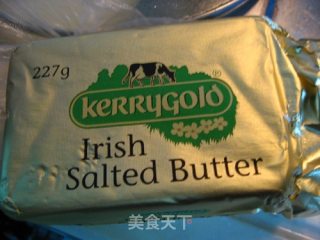 227g
KERRYGOLD®
Irish
Salted Butter
美食天下